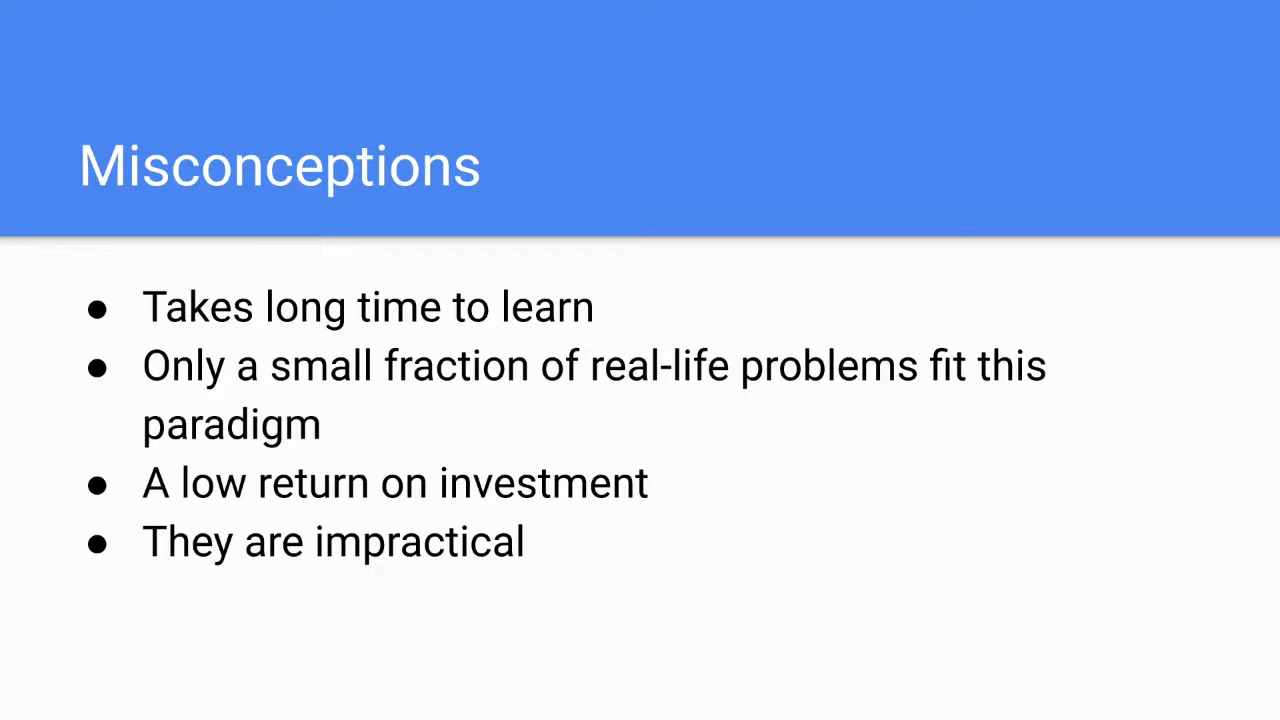 Misconceptions
● Takes long time to learn
● Only a small fraction of real-life problems fit this
paradigm
● A low return on investment
● They are impractical